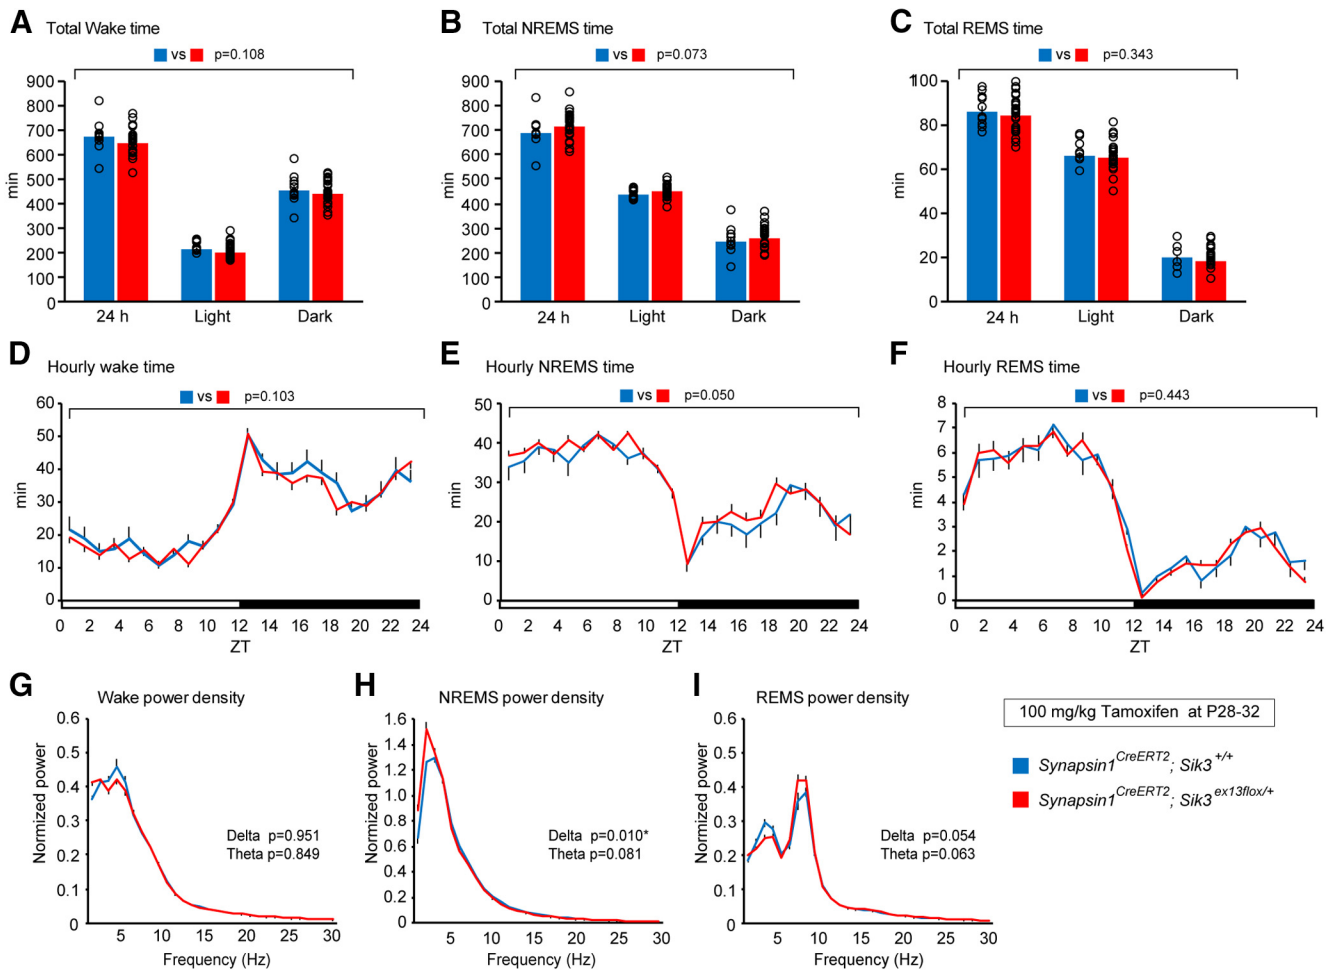 A Total Wake time
vs p=0.108
900
800
700
600
500
400
300
200
100
0
min
24 h Light Dark
B Total NREMS time
vs p=0.073
900
800
700
600
500
400
300
200
100
0
min
24 h Light Dark
C Total REMS time
vs p=0.343
100
80
60
40
20
0
min
24 h Light Dark
D Hourly wake time
vs p=0.103
60
50
40
30
20
10
0
min
0 2 4 6 8 10 12 14 16 18 20 22 24
ZT
E Hourly NREMS time
vs p=0.050
50
40
30
20
10
0
min
0 2 4 6 8 10 12 14 16 18 20 22 24
ZT
F Hourly REMS time
vs p=0.443
8
7
6
5
4
3
2
1
0
min
0 2 4 6 8 10 12 14 16 18 20 22 24
ZT
G Wake power density
0.6
0.5
0.4
0.3
0.2
0.1
0
Normized power
Delta p=0.951
Theta p=0.849
5 10 15 20 25 30
Frequency (Hz)
H NREMS power density
1.6
1.4
1.2
1.0
0.8
0.6
0.4
0.2
0
Normized power
Delta p=0.010*
Theta p=0.081
5 10 15 20 25 30
Frequency (Hz)
I REMS power density
0.6
0.5
0.4
0.3
0.2
0.1
0
Normized power
Delta p=0.054
Theta p=0.063
5 10 15 20 25 30
Frequency (Hz)
100 mg/kg Tamoxifen at P28-32
Synapsin1CreERT2; Sik3+/+
Synapsin1CreERT2; Sik3ex13flox/+